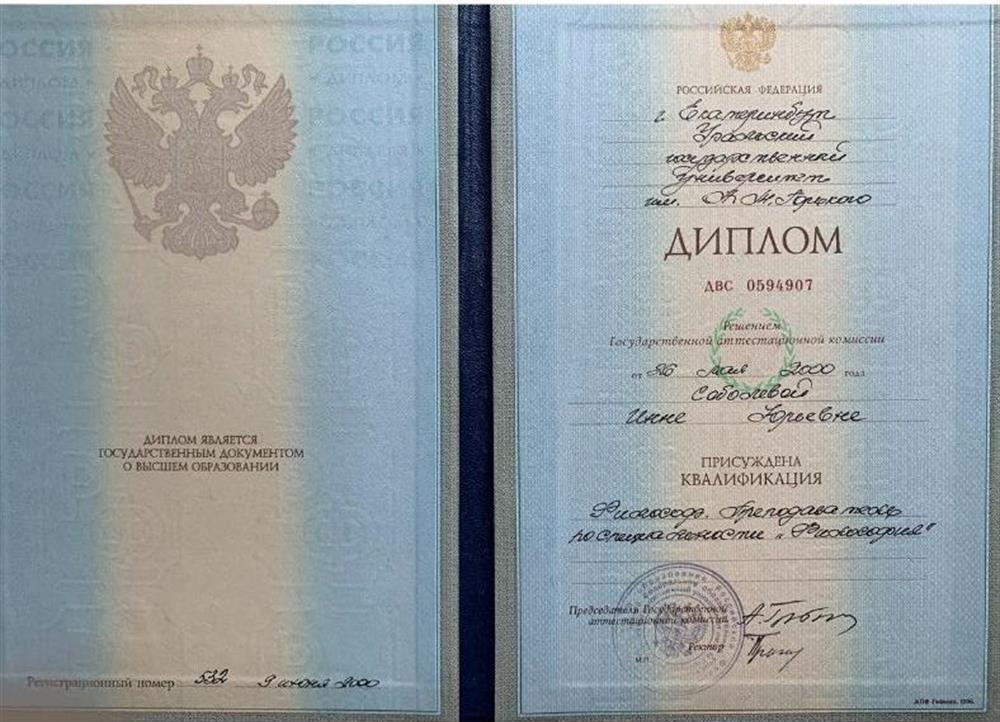 РОССИЯ
РОССИЯ
ДИПЛОМ
ДИПЛОМ ЯВЛЯЕТСЯ
ГОСУДАРСТВЕННЫМ ДОКУМЕНТОМ
О ВЫСШЕМ ОБРАЗОВАНИИ
Регистрационный номер 532 9 июня 2000
РОССИЙСКАЯ ФЕДЕРАЦИЯ
г. Екатеринбург
Уральский
государственный
Университет
им. А.М. Горького
ДИПЛОМ
ДВС 0594907
Решением
Государственной аттестационной комиссии
от 26 мая 2000 года
Соболевой
Инне Юрьевне
ПРИСУЖДЕНА
КВАЛИФИКАЦИЯ
Философ. Преподаватель
по специальности „Философия"
Председатель Государственной
аттестационной комиссии
Ректор
М.П.
1996.